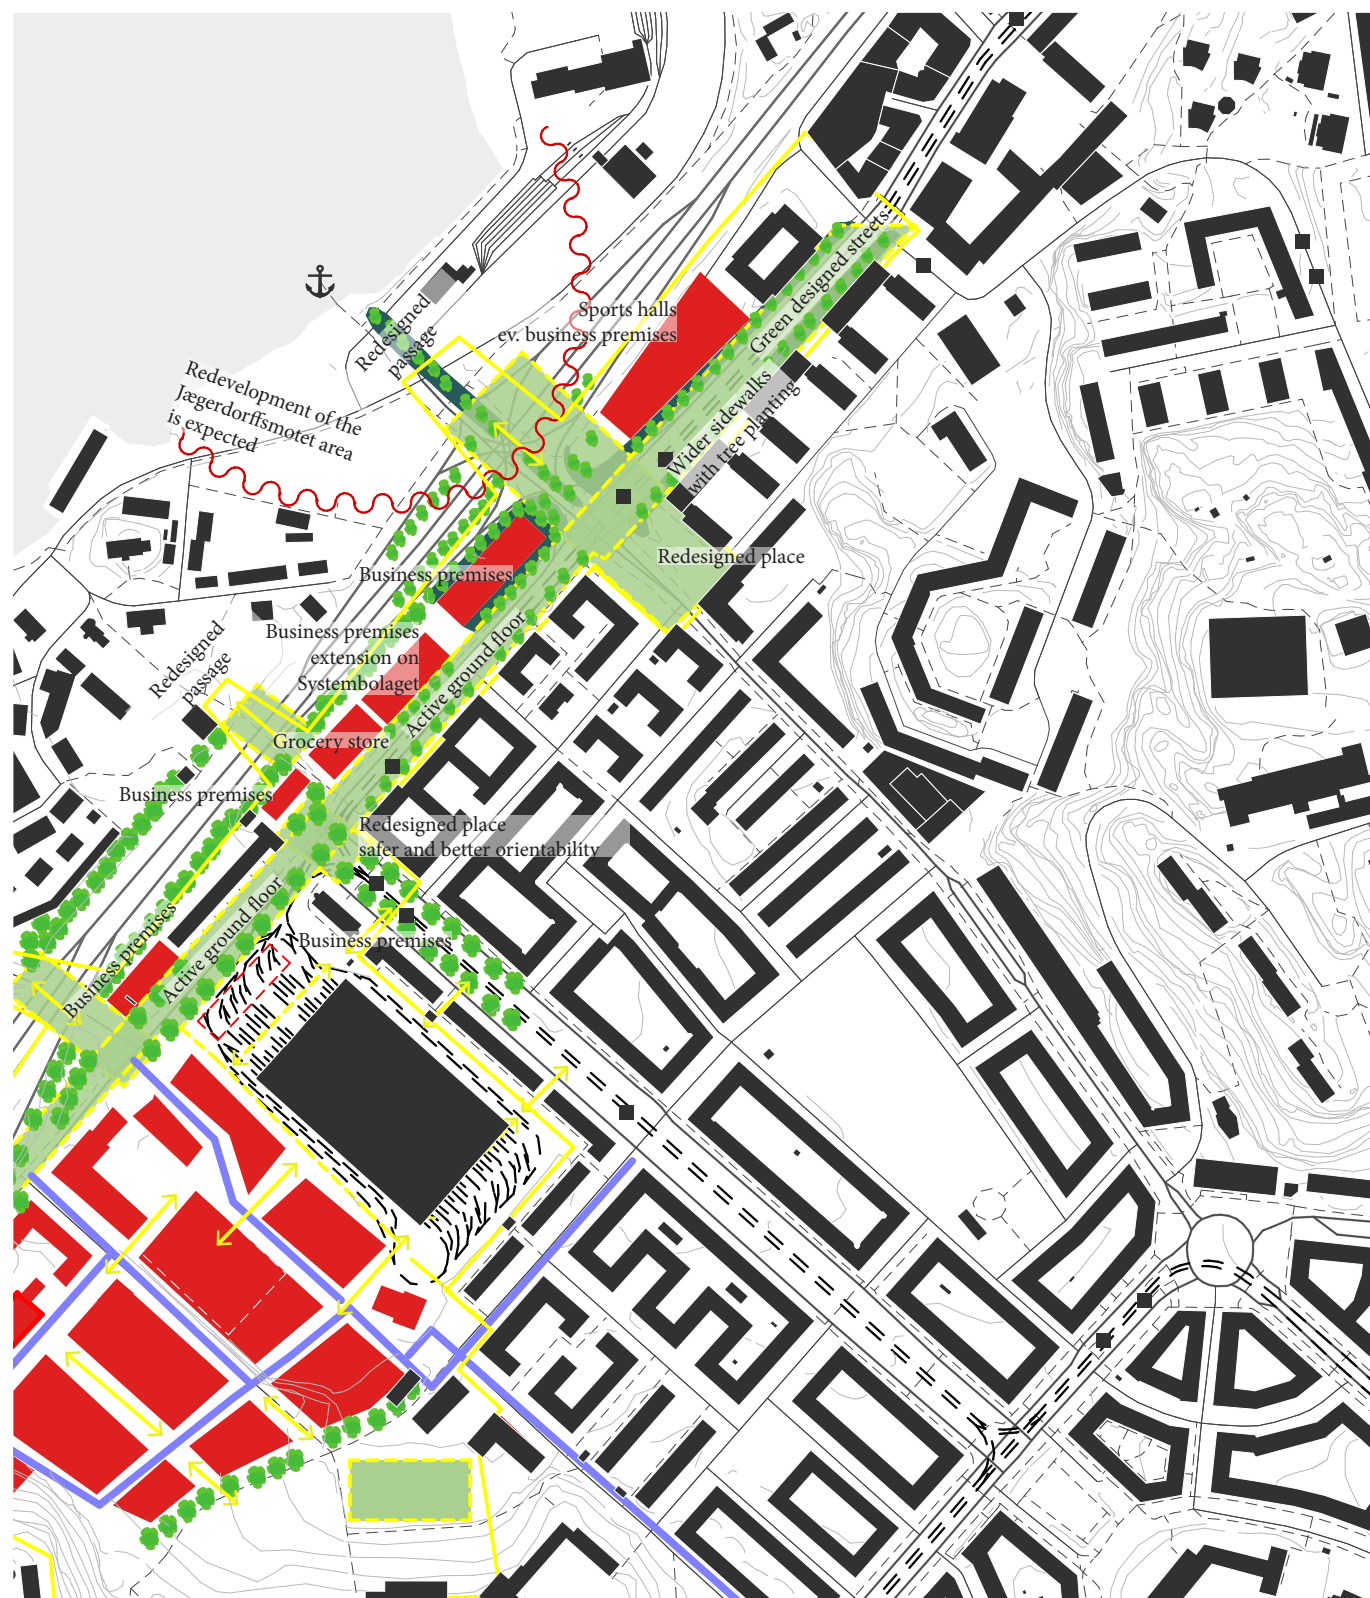 Green designed streets
Redesigned
passage
Sports halls
ev. business premises
Redevelopment of the
Jægerdorffsmotet area
is expected
Wider sidewalks
with tree planting
Redesigned place
Business premises
Business premises
extension on
Systembolaget
Redesigned
passage
Active ground floor
Grocery store
Business premises
Redesigned place
safer and better orientability
Business premises
Active ground floor
Business premises